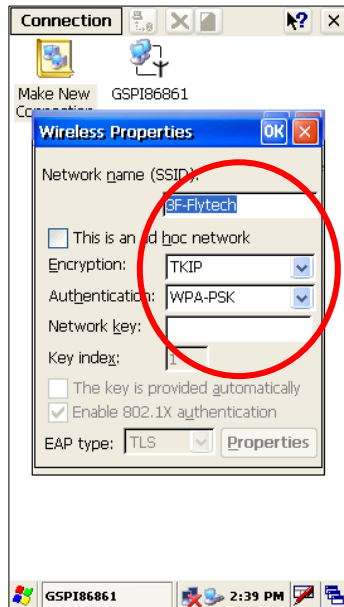 Connection
Make New Connection
GSPI86861
Wireless Properties OK
Network name (SSID):
3F-Flytech
This is an ad hoc network
Encryption: TKIP
Authentication: WPA-PSK
Network key:
Key index: 1
The key is provided automatically
Enable 802.1X authentication
EAP type: TLS Properties
GSPI86861 2:39 PM